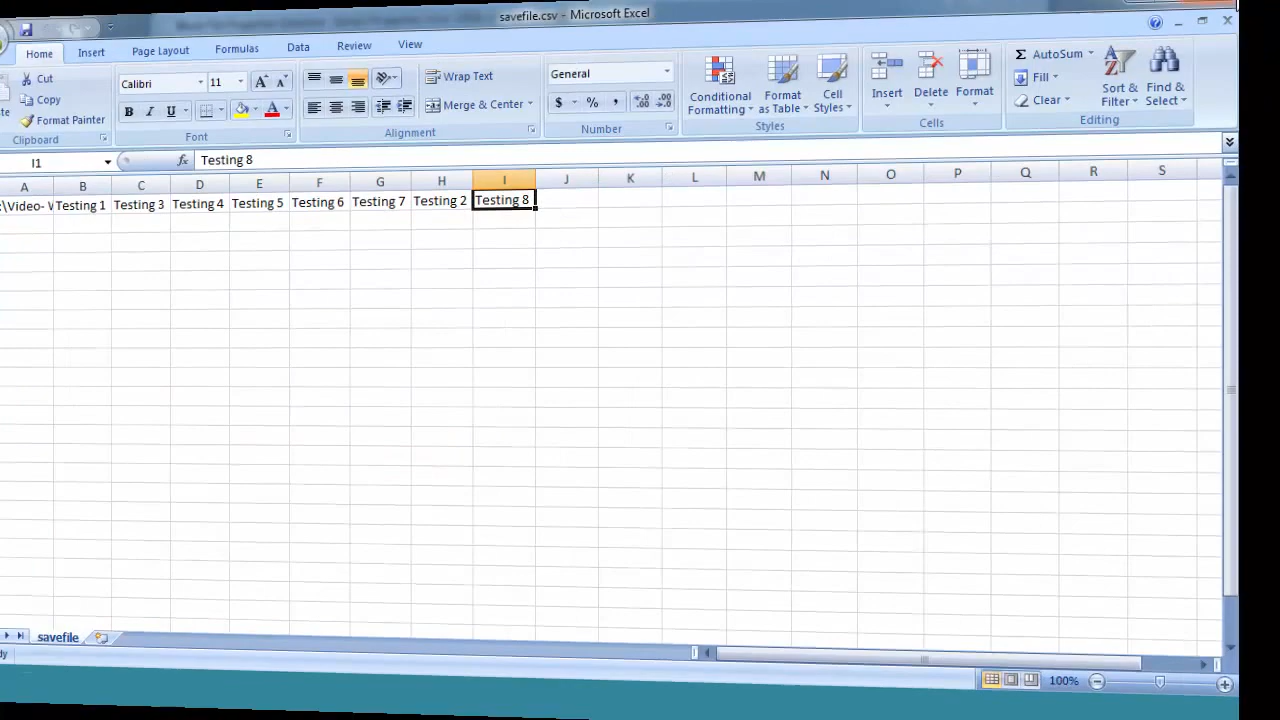 savefile.csv - Microsoft Excel
Home Insert Page Layout Formulas Data Review View
Cut
Copy
Format Painter
Clipboard
Calibri 11
B I U A
Font
Wrap Text
Merge & Center
Alignment
General
$ % ,
Number
Conditional Formatting
Format as Table
Cell Styles
Styles
Insert Delete Format
Cells
Σ AutoSum
Fill
Clear
Sort & Filter
Find & Select
Editing
I1 fx Testing 8
A B C D E F G H I J K L M N O P Q R S
:\Video- Testing 1 Testing 3 Testing 4 Testing 5 Testing 6 Testing 7 Testing 2 Testing 8
savefile
100%